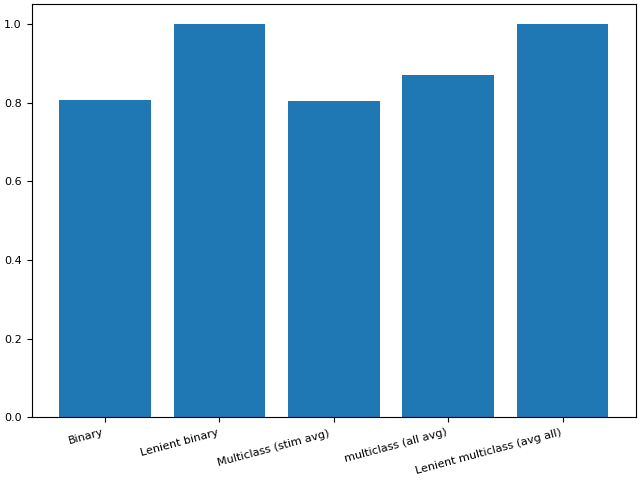 1.0
0.8
0.6
0.4
0.2
0.0
Binary
Lenient binary
Multiclass (stim avg)
multiclass (all avg)
Lenient multiclass (avg all)